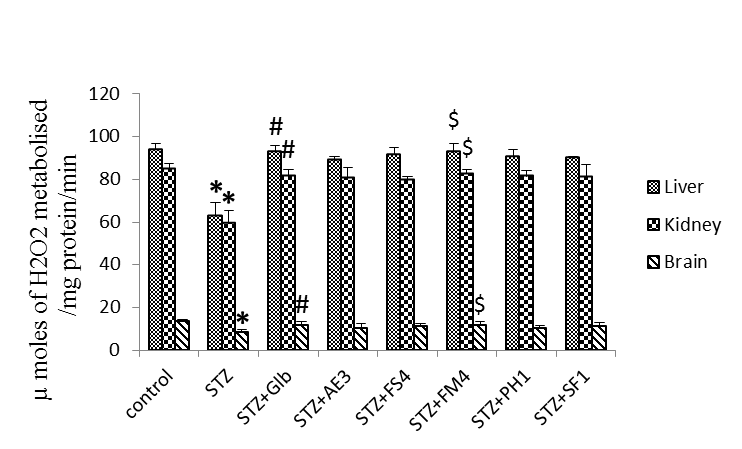 μ moles of H2O2 metabolised
/mg protein/min
120
100
80
60
40
20
0
* * *
# # #
$ $ $
control
STZ
STZ+Glb
STZ+AE3
STZ+FS4
STZ+FM4
STZ+PH1
STZ+SF1
Liver
Kidney
Brain